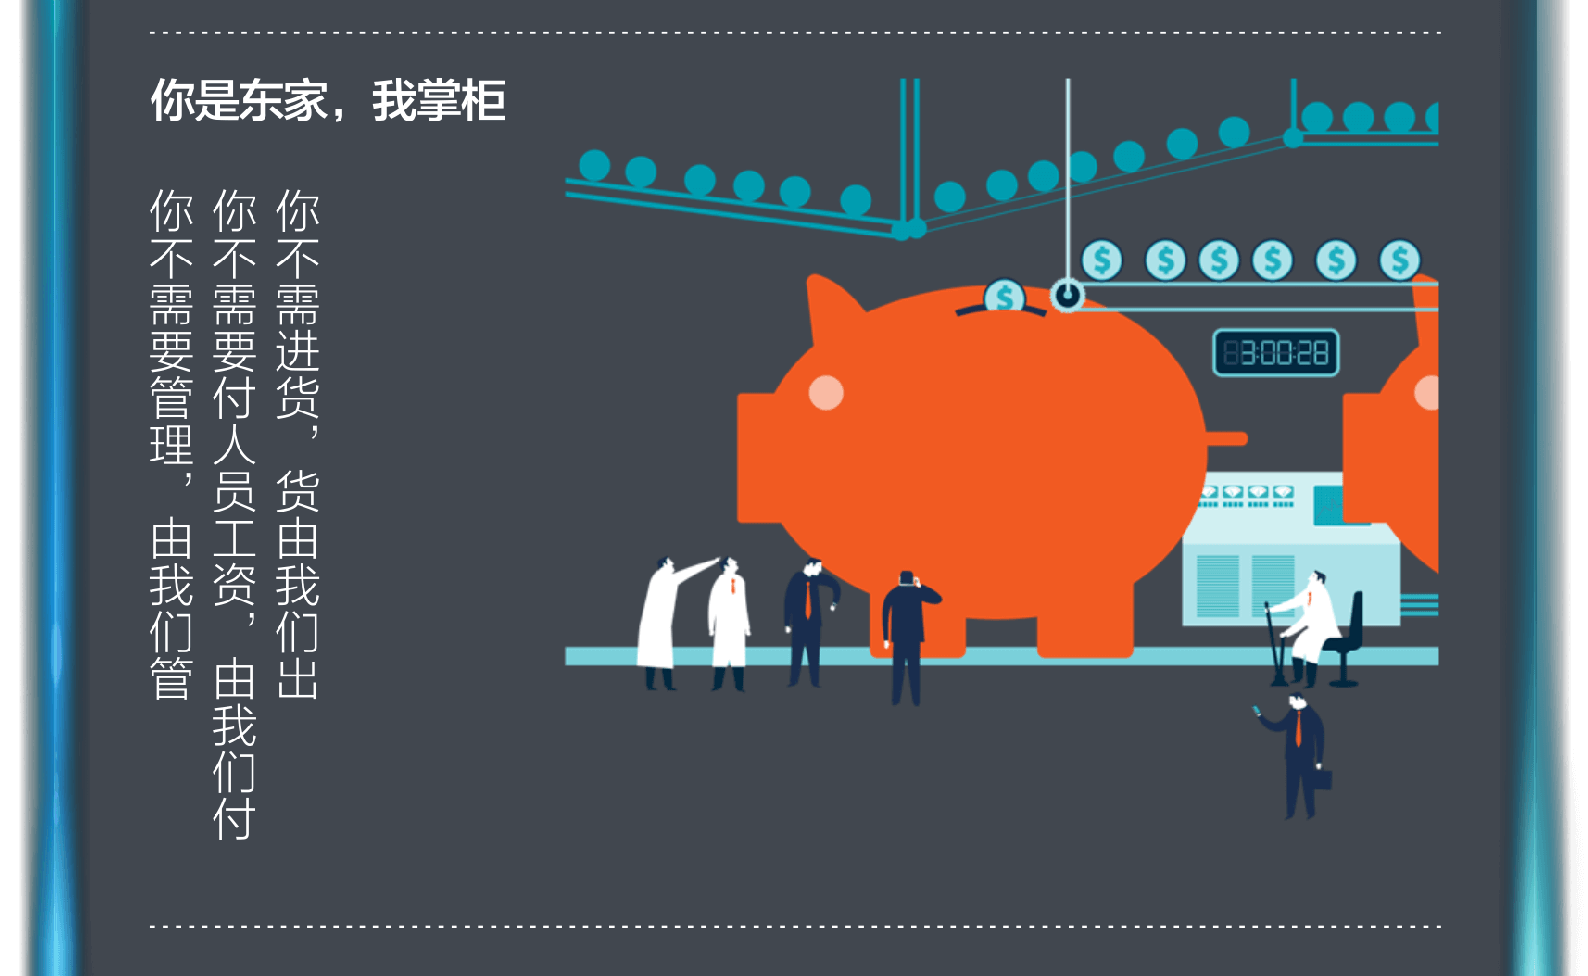 你是东家，我掌柜
你不需进货，货由我们出
你不需要付人员工资，由我们付
你不需要管理，由我们管
$ $ $ $ $ $
$
3:00:28